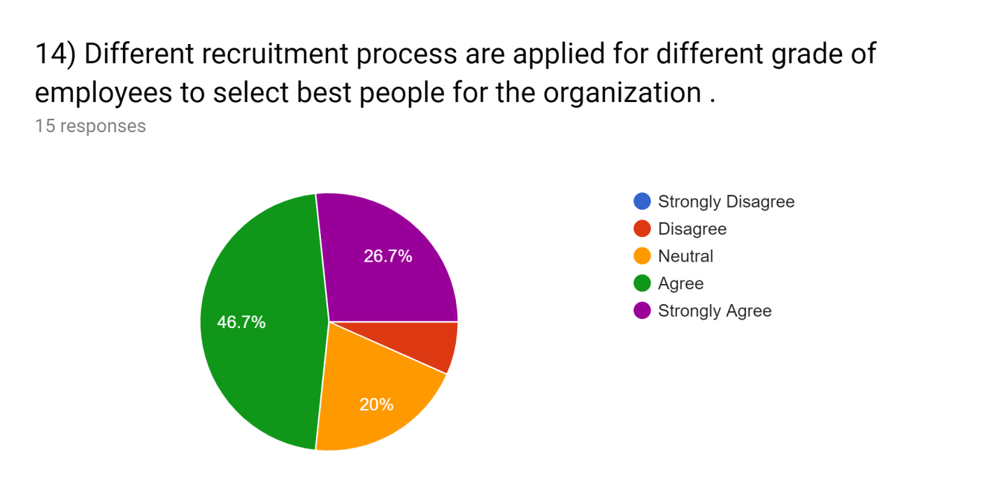 14) Different recruitment process are applied for different grade of
employees to select best people for the organization .
15 responses
Strongly Disagree
Disagree
Neutral
Agree
Strongly Agree
26.7%
46.7%
20%